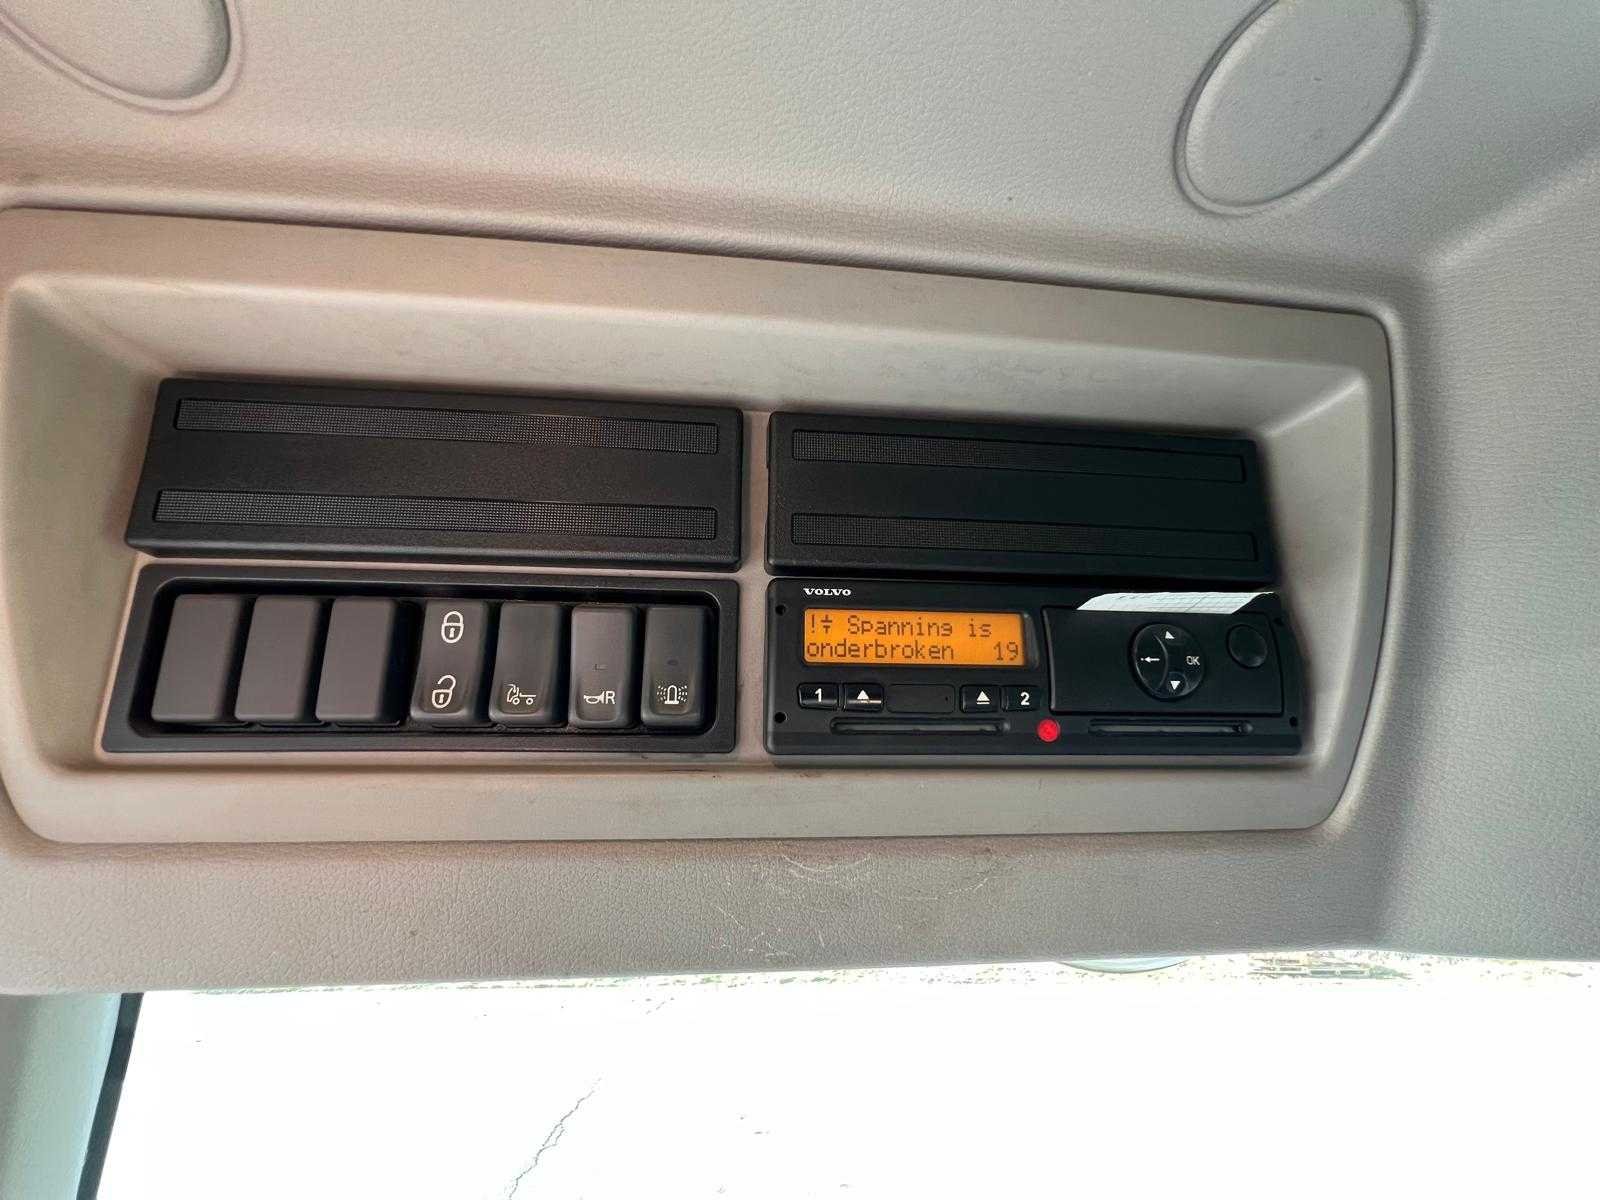 VOLVO
!÷ Spanning is
onderbroken 19
1 2
OK
R